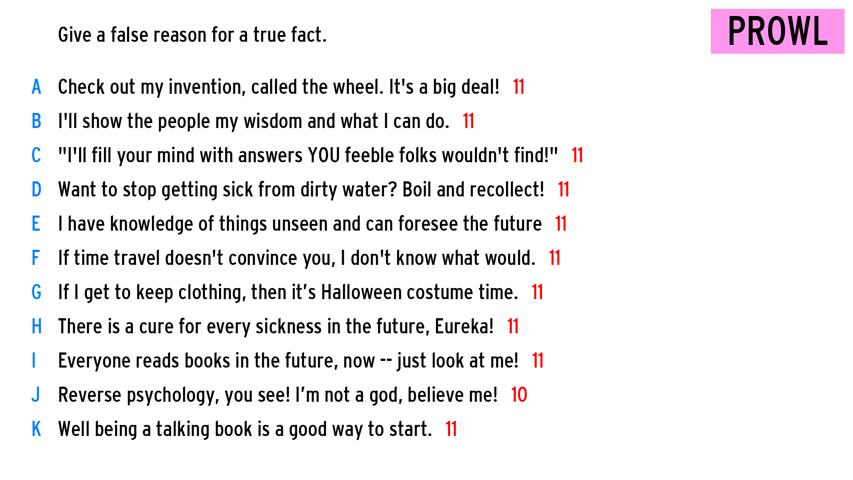 PROWL
Give a false reason for a true fact.
A Check out my invention, called the wheel. It's a big deal! 11
B I'll show the people my wisdom and what I can do. 11
C "I'll fill your mind with answers YOU feeble folks wouldn't find!" 11
D Want to stop getting sick from dirty water? Boil and recollect! 11
E I have knowledge of things unseen and can foresee the future 11
F If time travel doesn't convince you, I don't know what would. 11
G If I get to keep clothing, then it’s Halloween costume time. 11
H There is a cure for every sickness in the future, Eureka! 11
I Everyone reads books in the future, now -- just look at me! 11
J Reverse psychology, you see! I’m not a god, believe me! 10
K Well being a talking book is a good way to start. 11